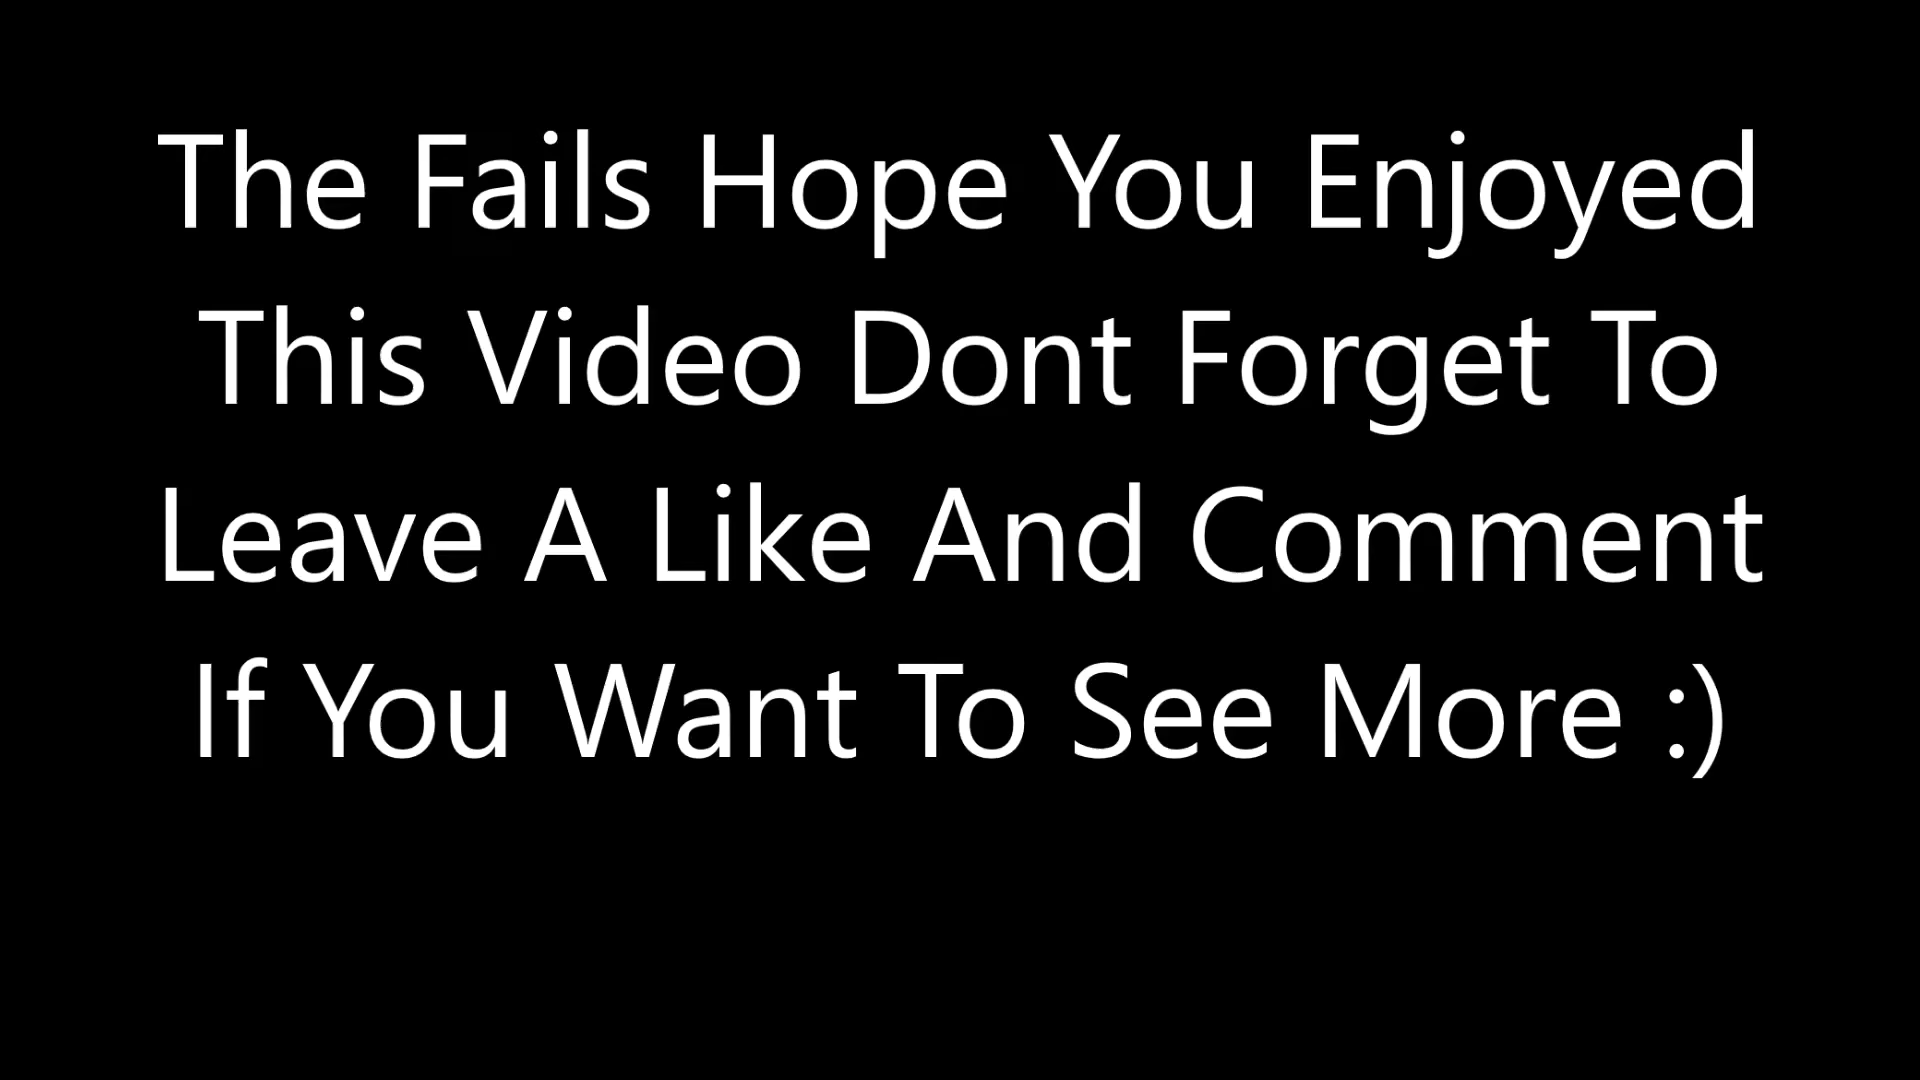 The Fails Hope You Enjoyed
This Video Dont Forget To
Leave A Like And Comment
If You Want To See More :)